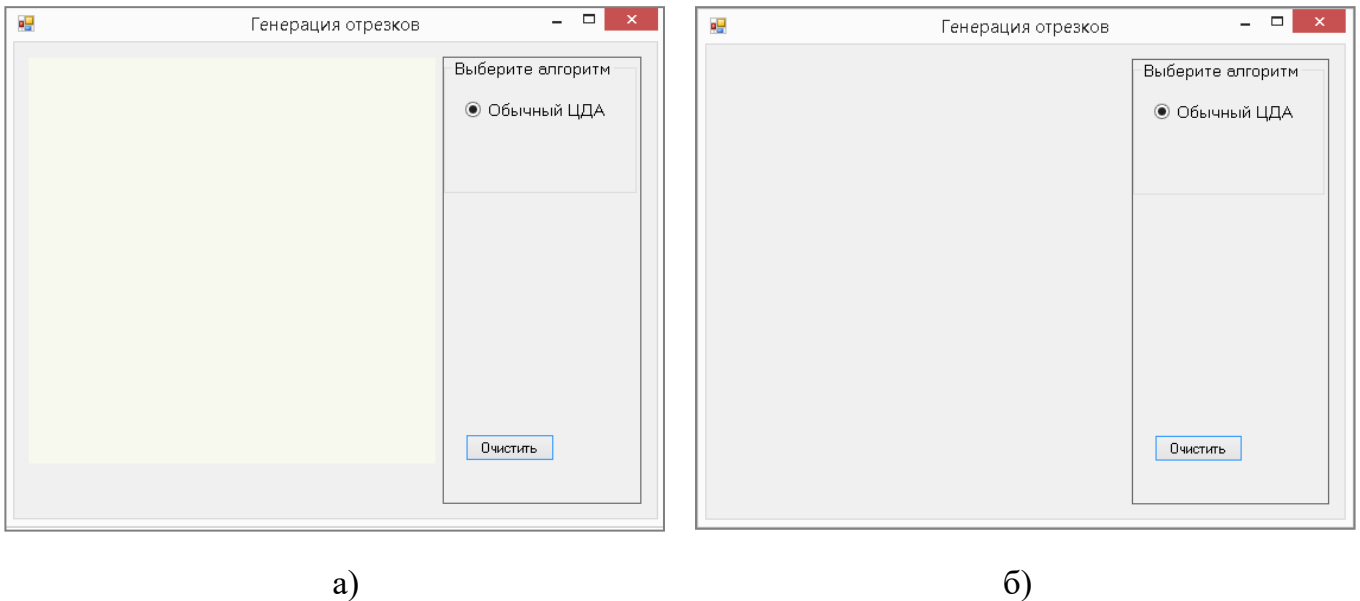 Генерация отрезков
Выберите алгоритм
Обычный ЦДА
Очистить
а)
Генерация отрезков
Выберите алгоритм
Обычный ЦДА
Очистить
б)